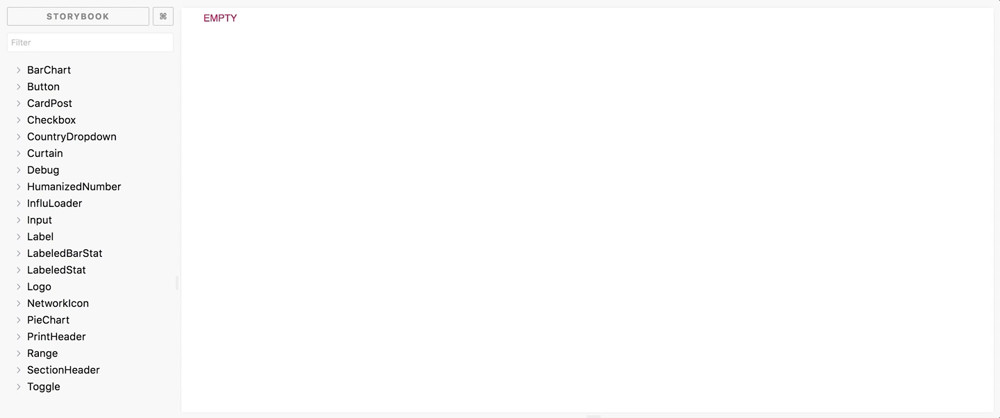 STORYBOOK ⌘
Filter
BarChart
Button
CardPost
Checkbox
CountryDropdown
Curtain
Debug
HumanizedNumber
InfluLoader
Input
Label
LabeledBarStat
LabeledStat
Logo
NetworkIcon
PieChart
PrintHeader
Range
SectionHeader
Toggle
EMPTY